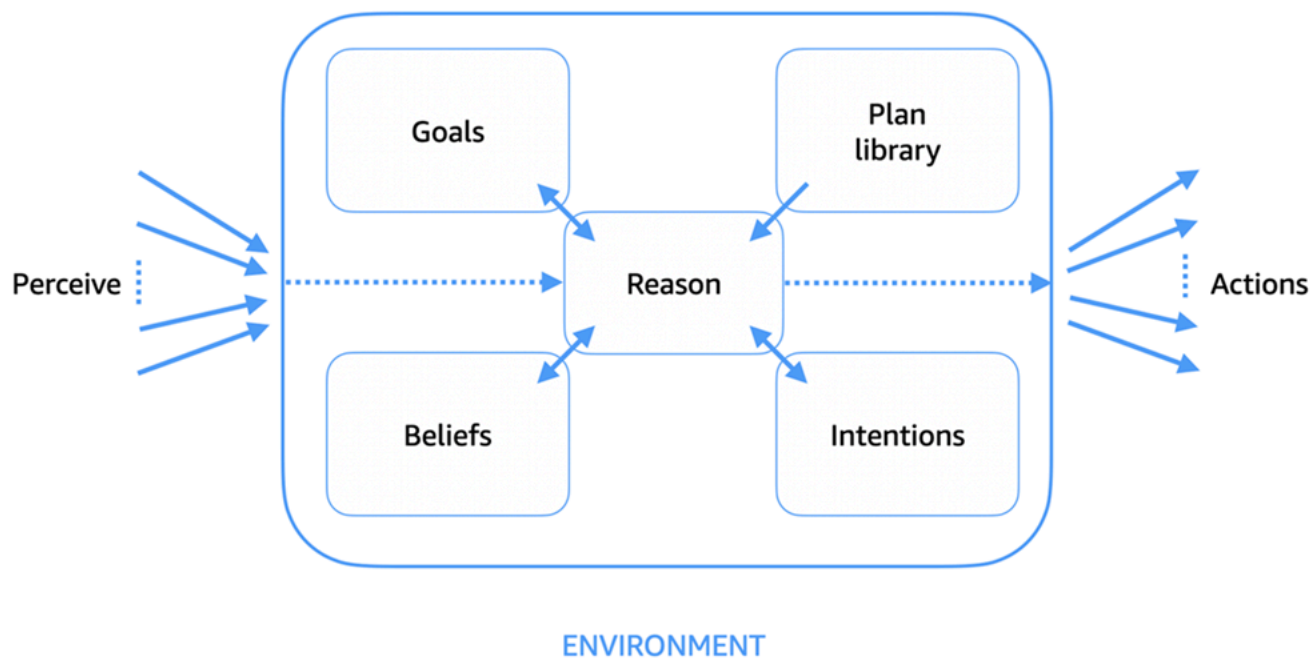 Goals
Plan
library
Perceive
Reason
Actions
Beliefs
Intentions
ENVIRONMENT